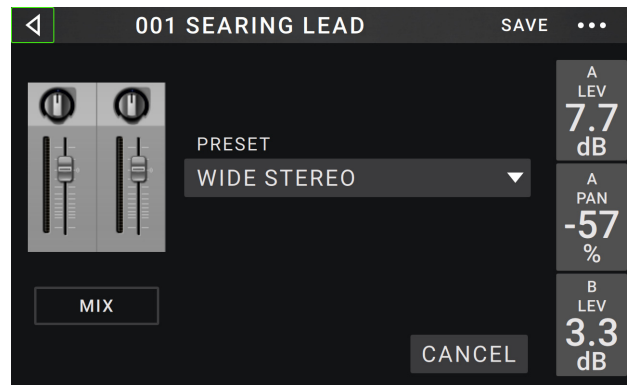 001 SEARING LEAD
SAVE
PRESET
WIDE STEREO
MIX
CANCEL
A
LEV
7.7
dB
A
PAN
-57
%
B
LEV
3.3
dB